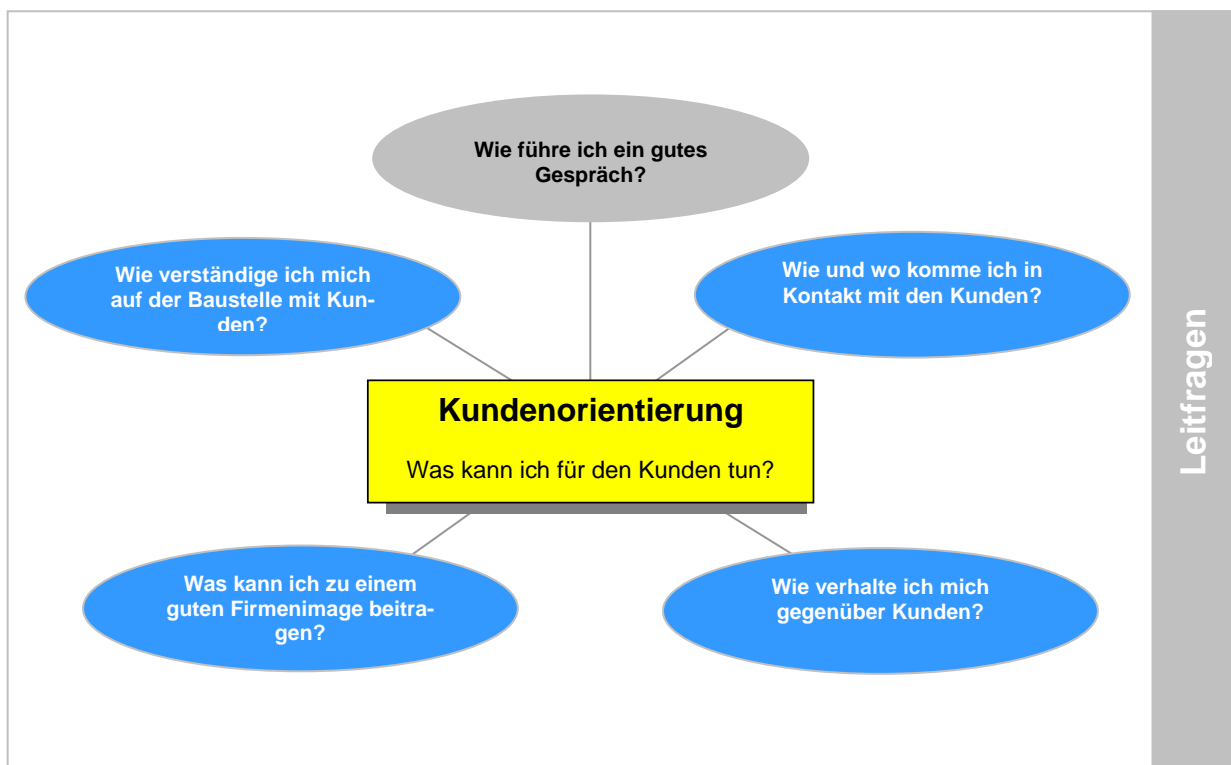 Wie führe ich ein gutes
Gespräch?
Wie verständige ich mich
auf der Baustelle mit Kun-
den?
Wie und wo komme ich in
Kontakt mit den Kunden?
Kundenorientierung
Was kann ich für den Kunden tun?
Was kann ich zu einem
guten Firmenimage beitra-
gen?
Wie verhalte ich mich
gegenüber Kunden?
Leitfragen